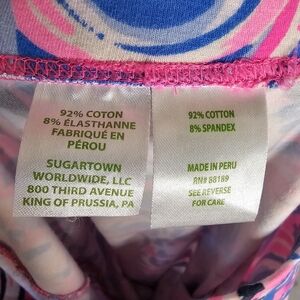 92% COTON
8% ÉLASTHANNE
FABRIQUÉ EN
PÉROU
SUGARTOWN
WORLDWIDE, LLC
800 THIRD AVENUE
KING OF PRUSSIA, PA
92% COTTON
8% SPANDEX
MADE IN PERU
RN# 88189
SEE REVERSE
FOR CARE